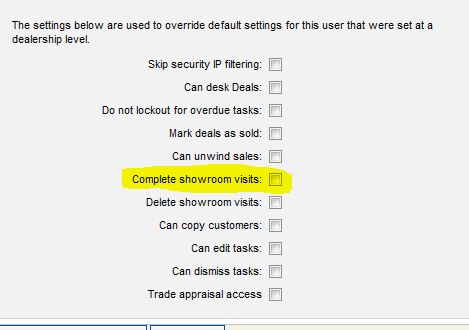 The settings below are used to override default settings for this user that were set at a
dealership level.
Skip security IP filtering:
Can desk Deals:
Do not lockout for overdue tasks:
Mark deals as sold:
Can unwind sales:
Complete showroom visits:
Delete showroom visits:
Can copy customers:
Can edit tasks:
Can dismiss tasks:
Trade appraisal access